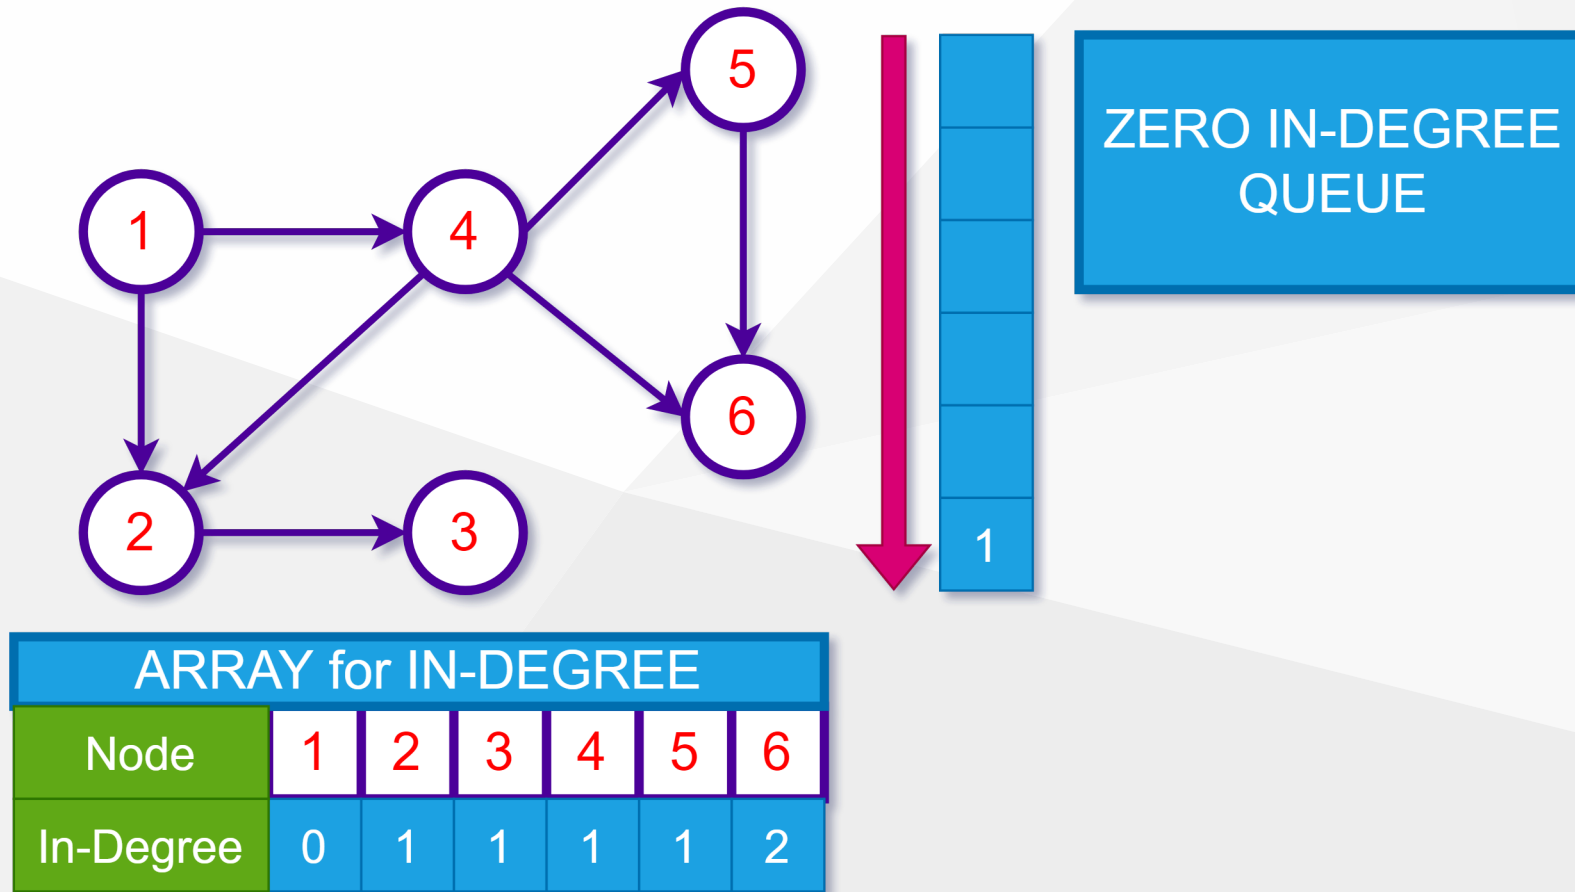 5
ZERO IN-DEGREE
QUEUE
1
4
6
2
3
1
ARRAY for IN-DEGREE
Node 1 2 3 4 5 6
In-Degree 0 1 1 1 1 2